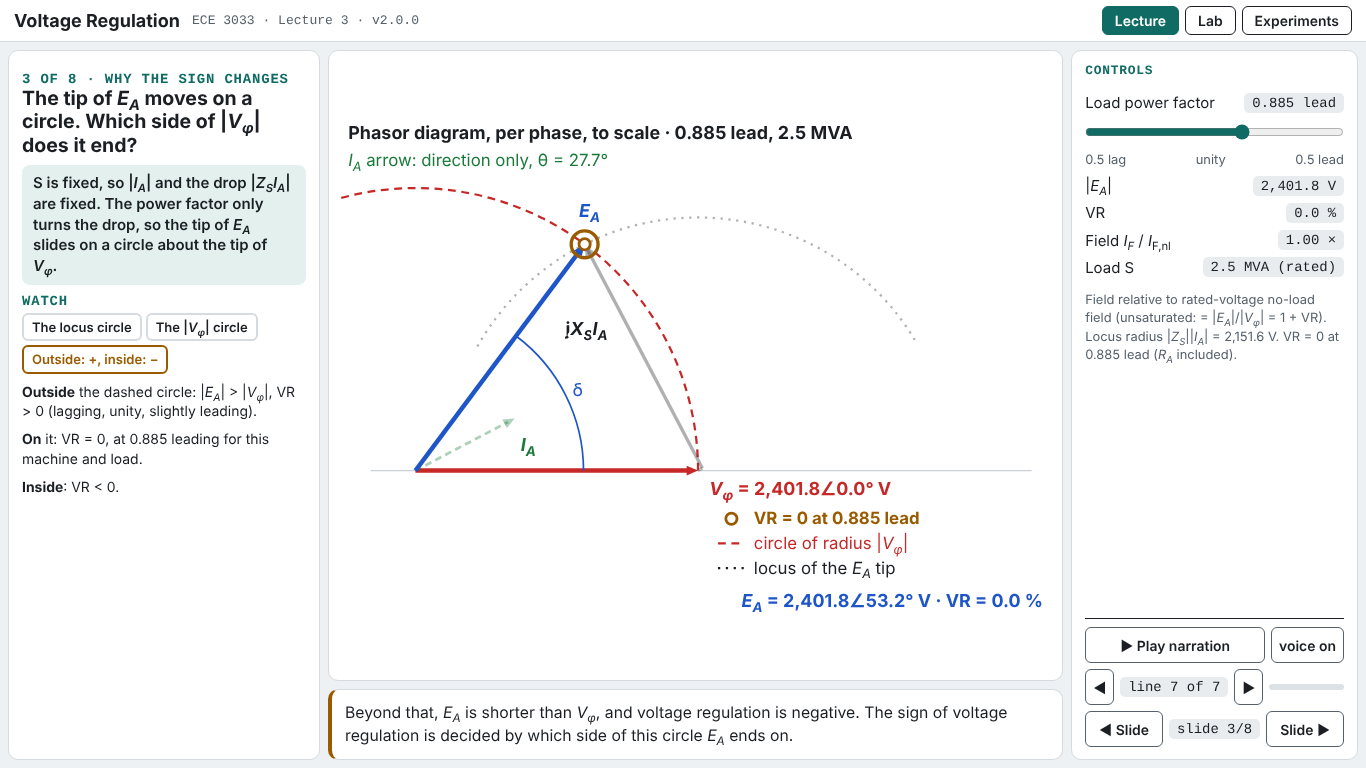 Voltage Regulation ECE 3033 · Lecture 3 · v2.0.0
Lecture Lab Experiments
3 OF 8 · WHY THE SIGN CHANGES
The tip of E_A moves on a
circle. Which side of |V_φ|
does it end?
S is fixed, so |I_A| and the drop |Z_S I_A|
are fixed. The power factor only
turns the drop, so the tip of E_A
slides on a circle about the tip of
V_φ.
WATCH
The locus circle The |V_φ| circle
Outside: +, inside: −
Outside the dashed circle: |E_A| > |V_φ|, VR
> 0 (lagging, unity, slightly leading).
On it: VR = 0, at 0.885 leading for this
machine and load.
Inside: VR < 0.
Phasor diagram, per phase, to scale · 0.885 lead, 2.5 MVA
I_A arrow: direction only, θ = 27.7°
E_A
jX_S I_A
δ
I_A
V_φ = 2,401.8∠0.0° V
VR = 0 at 0.885 lead
circle of radius |V_φ|
locus of the E_A tip
E_A = 2,401.8∠53.2° V · VR = 0.0 %
Beyond that, E_A is shorter than V_φ, and voltage regulation is negative. The sign of voltage
regulation is decided by which side of this circle E_A ends on.
CONTROLS
Load power factor 0.885 lead
0.5 lag unity 0.5 lead
|E_A| 2,401.8 V
VR 0.0 %
Field I_F / I_F,nl 1.00 ×
Load S 2.5 MVA (rated)
Field relative to rated-voltage no-load
field (unsaturated: = |E_A|/|V_φ| = 1 + VR).
Locus radius |Z_S||I_A| = 2,151.6 V. VR = 0 at
0.885 lead (R_A included).
▶ Play narration voice on
◀ line 7 of 7 ▶
◀ Slide slide 3/8 Slide ▶